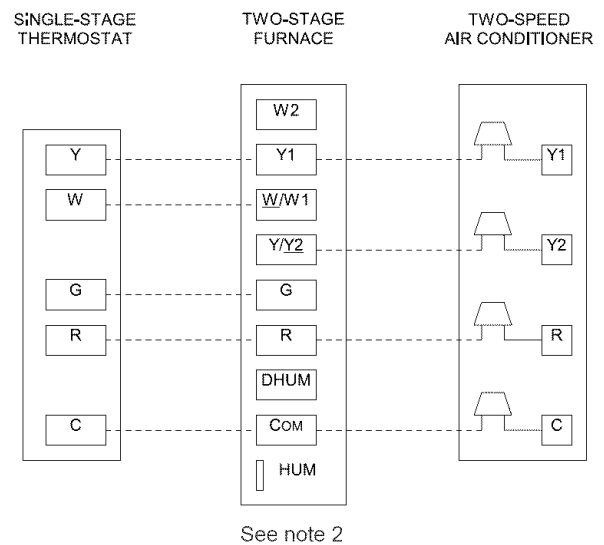 SINGLE-STAGE THERMOSTAT
TWO-STAGE FURNACE
TWO-SPEED AIR CONDITIONER
W2
Y Y1 Y1
W W/W1
Y/Y2 Y2
G G
R R R
DHUM
C COM C
HUM
See note 2